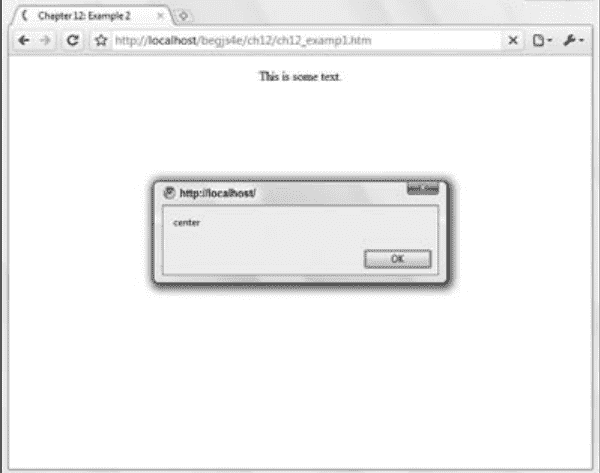 Chapter 12: Example 2
http://localhost/begjs4e/ch12/ch12_examp1.htm
This is some text.
http://localhost/
center
OK